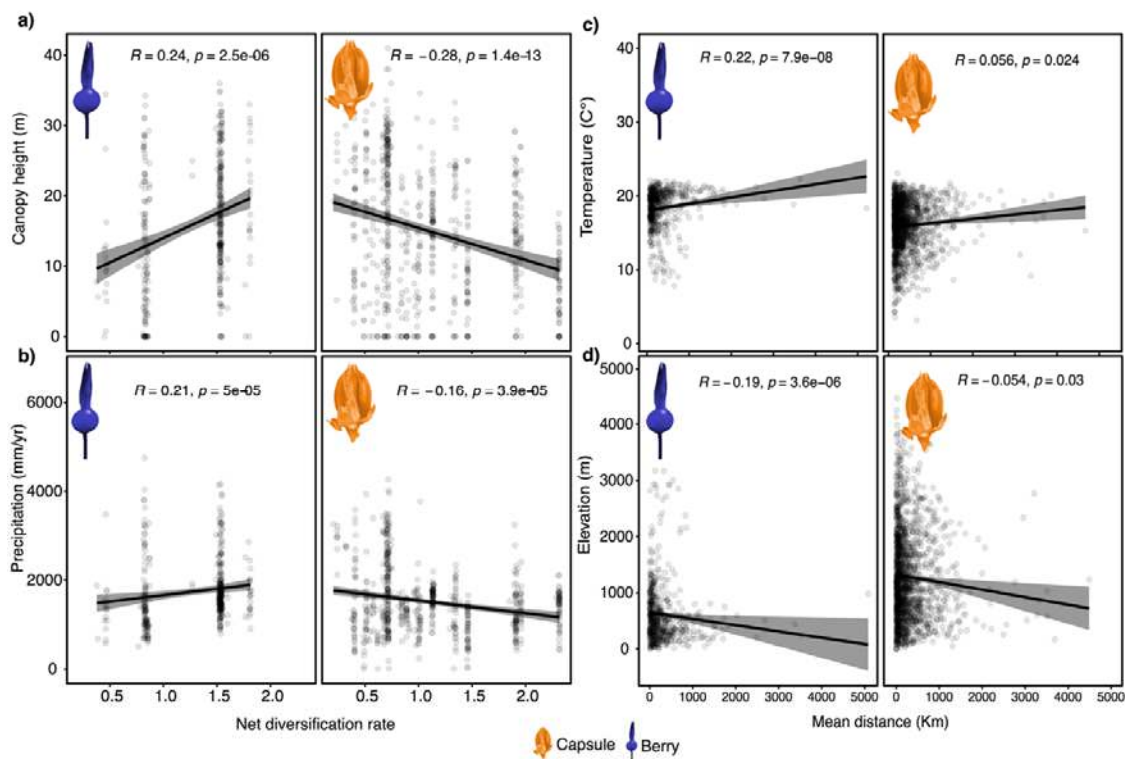 a)
R = 0.24, p = 2.5e-06
R = −0.28, p = 1.4e-13
Canopy height (m)
40
30
20
10
0
b)
R = 0.21, p = 5e-05
R = −0.16, p = 3.9e-05
Precipitation (mm/yr)
6000
4000
2000
0
0.5 1.0 1.5 2.0
0.5 1.0 1.5 2.0
Net diversification rate
c)
R = 0.22, p = 7.9e-08
R = 0.056, p = 0.024
Temperature (C°)
40
30
20
10
0
d)
R = −0.19, p = 3.6e-06
R = −0.054, p = 0.03
Elevation (m)
5000
4000
3000
2000
1000
0
0 1000 2000 3000 4000 5000
0 1000 2000 3000 4000 5000
Mean distance (Km)
Capsule Berry